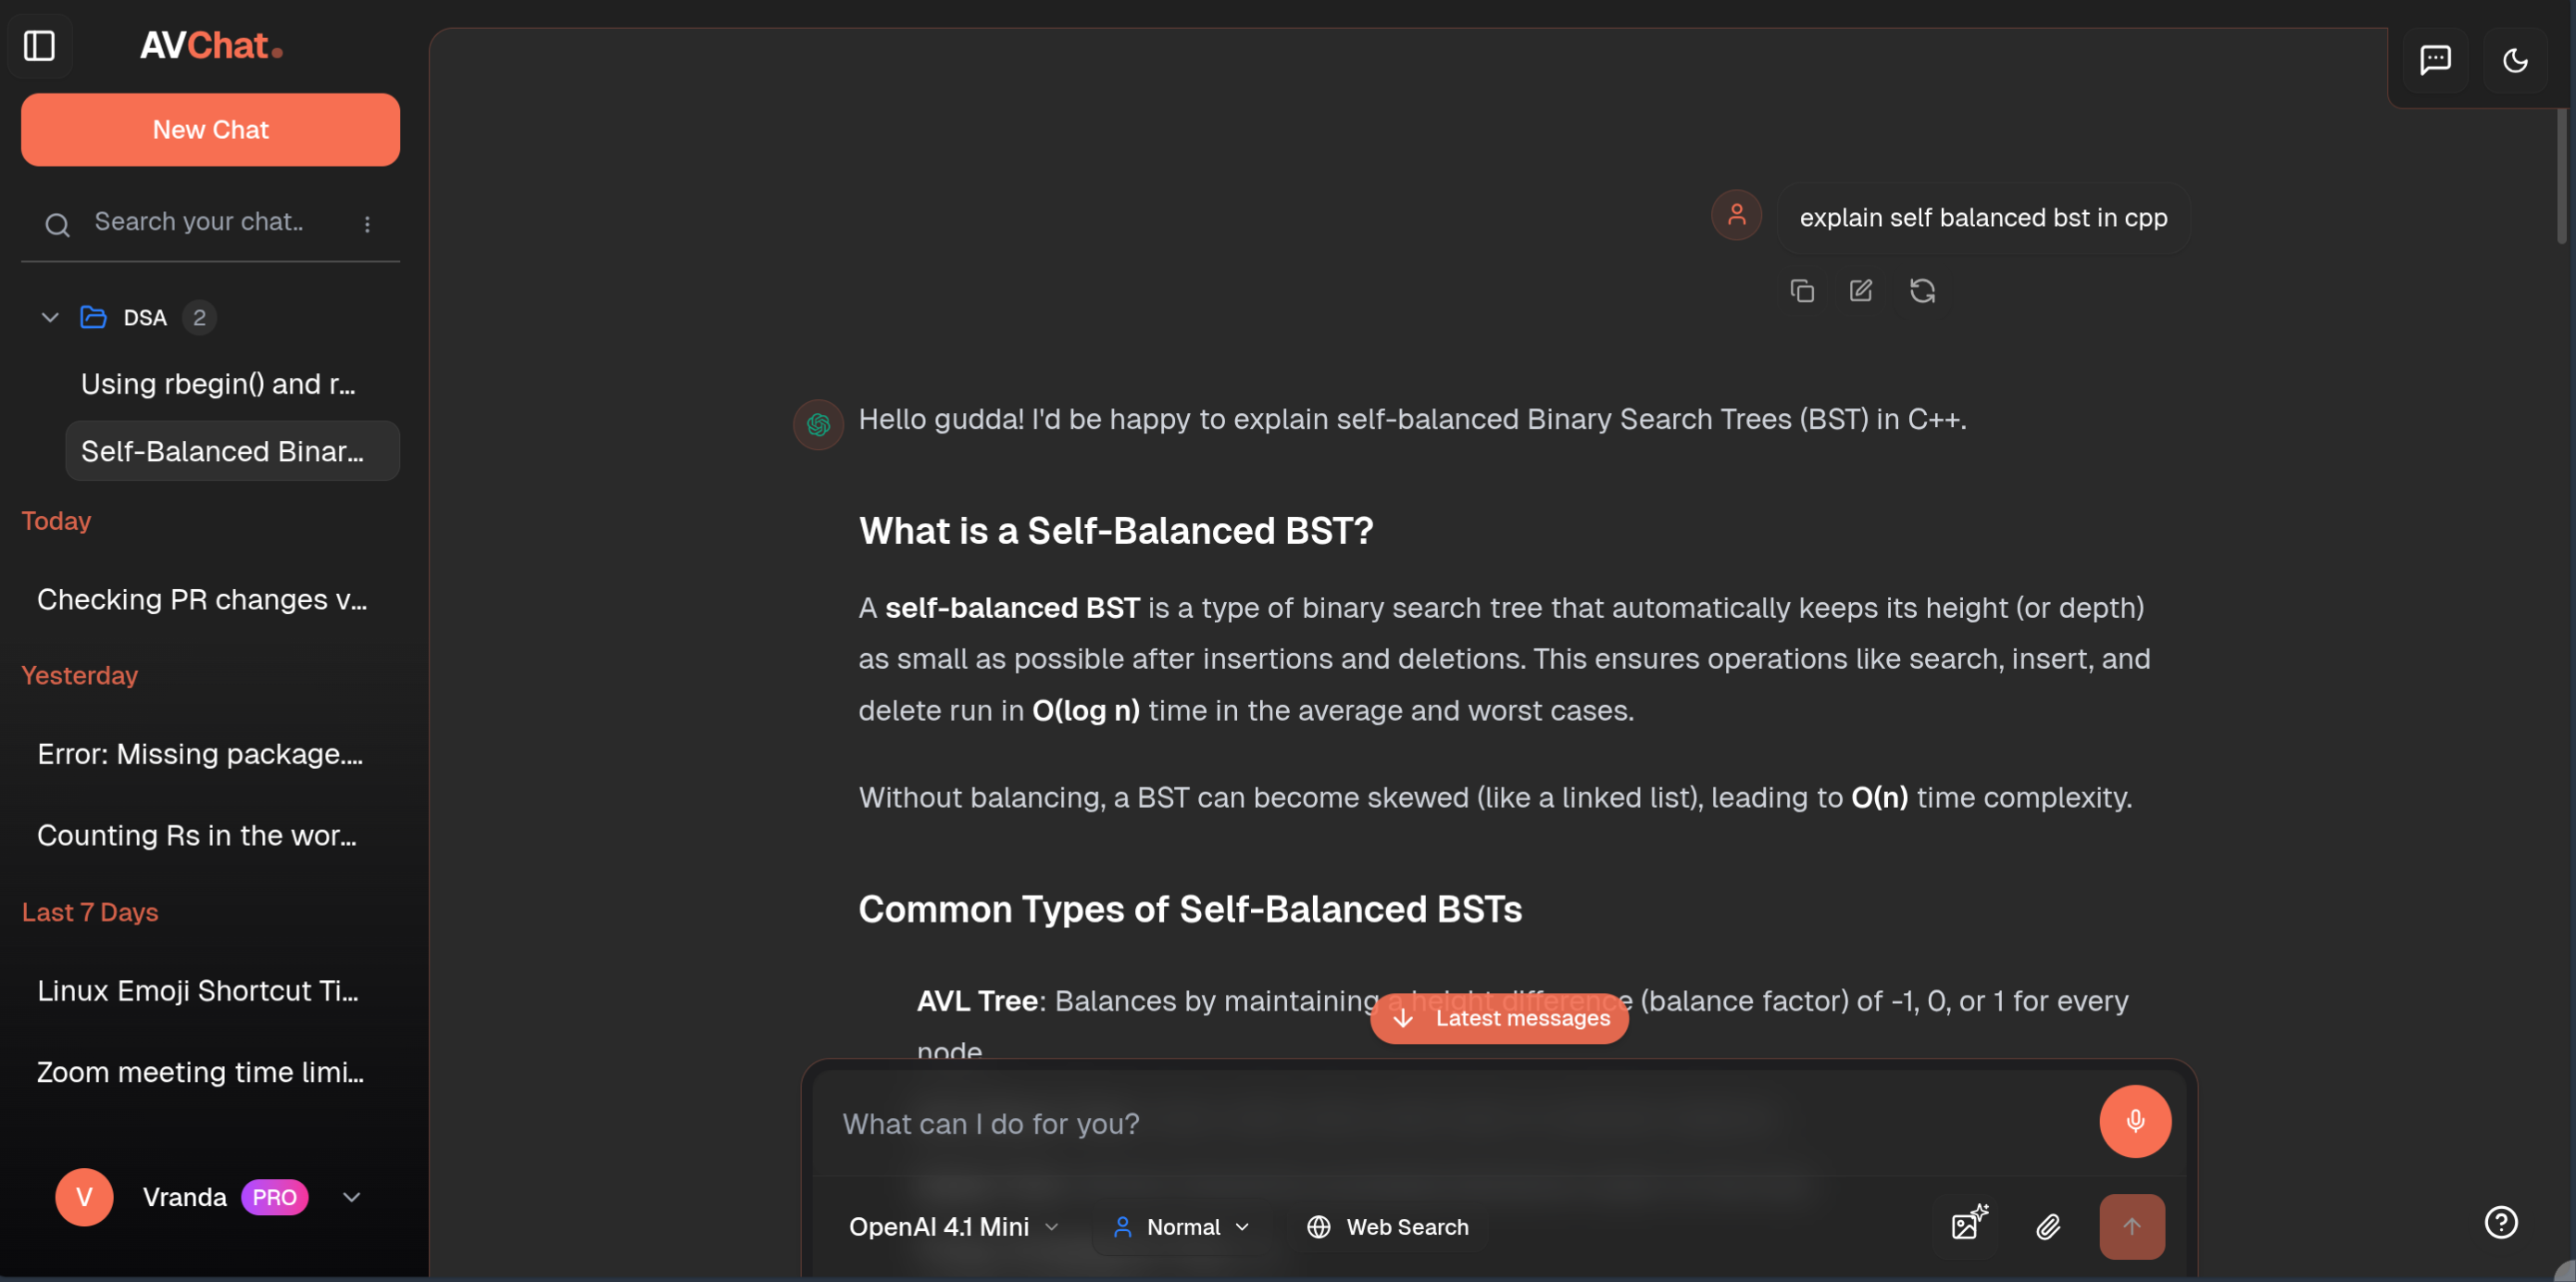 AVChat.
New Chat
Search your chat..
DSA 2
Using rbegin() and r...
Self-Balanced Binar...
Today
Checking PR changes v...
Yesterday
Error: Missing package....
Counting Rs in the wor...
Last 7 Days
Linux Emoji Shortcut Ti...
Zoom meeting time limi...
V Vranda PRO
explain self balanced bst in cpp
Hello gudda! I'd be happy to explain self-balanced Binary Search Trees (BST) in C++.
What is a Self-Balanced BST?
A self-balanced BST is a type of binary search tree that automatically keeps its height (or depth)
as small as possible after insertions and deletions. This ensures operations like search, insert, and
delete run in O(log n) time in the average and worst cases.
Without balancing, a BST can become skewed (like a linked list), leading to O(n) time complexity.
Common Types of Self-Balanced BSTs
AVL Tree: Balances by maintaining a height difference (balance factor) of -1, 0, or 1 for every
node.
Latest messages
What can I do for you?
OpenAI 4.1 Mini Normal Web Search